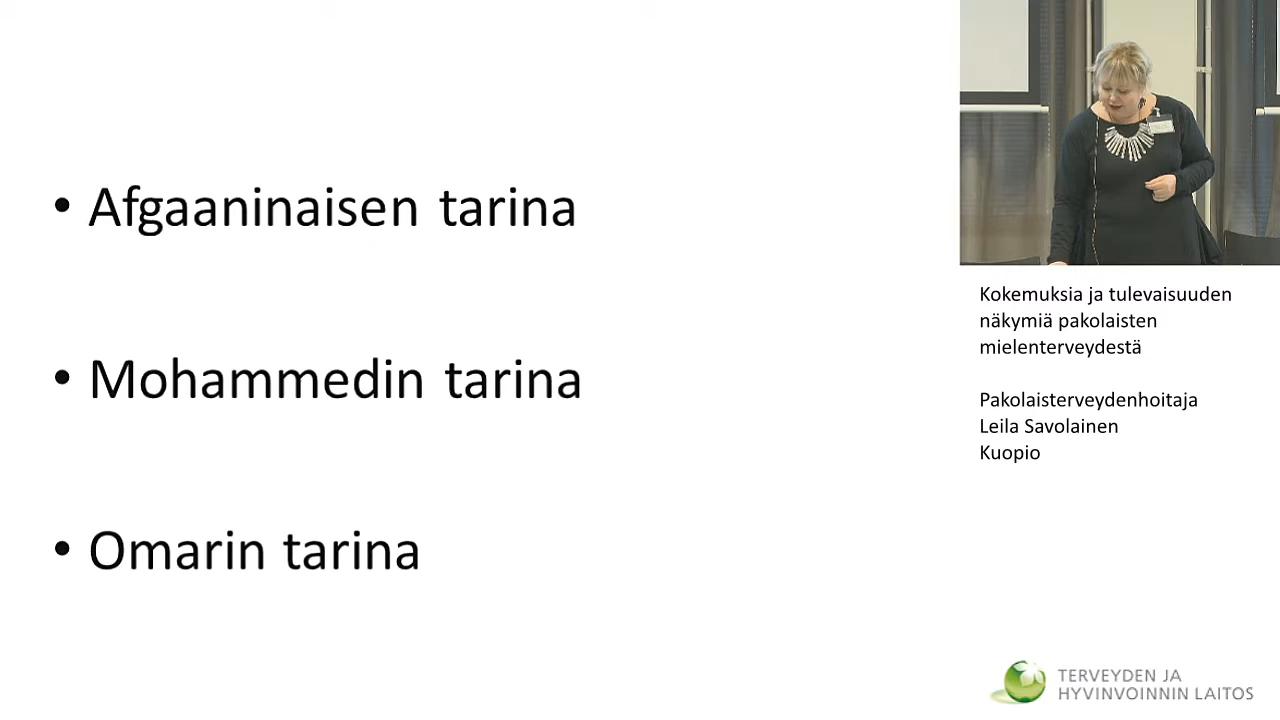 • Afgaaninaisen tarina
• Mohammedin tarina
• Omarin tarina
Kokemuksia ja tulevaisuuden
näkymiä pakolaisten
mielenterveydestä
Pakolaisterveydenhoitaja
Leila Savolainen
Kuopio
TERVEYDEN JA
HYVINVOINNIN LAITOS